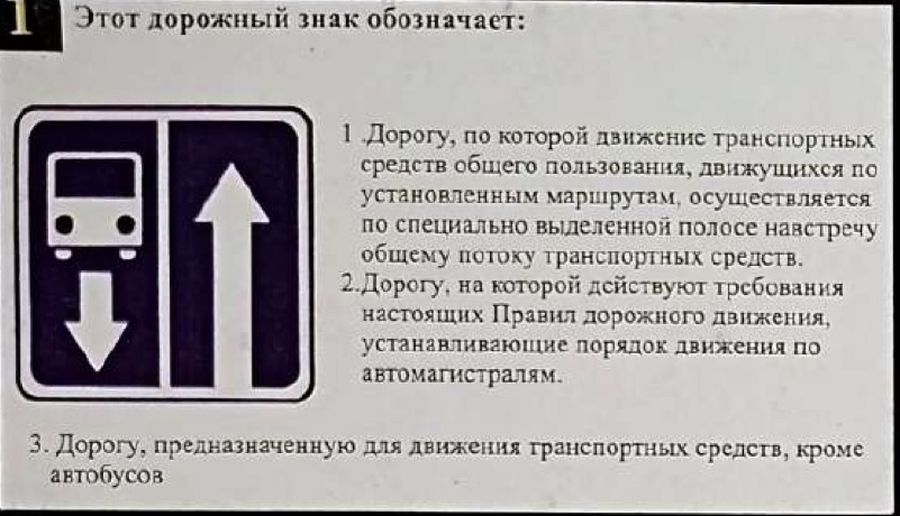 1 Этот дорожный знак обозначает:
1 .Дорогу, по которой движение транспортных
средств общего пользования, движущихся по
установленным маршрутам, осуществляется
по специально выделенной полосе навстречу
общему потоку транспортных средств.
2.Дорогу, на которой действуют требования
настоящих Правил дорожного движения,
устанавливающие порядок движения по
автомагистралям.
3. Дорогу, предназначенную для движения транспортных средств, кроме
автобусов